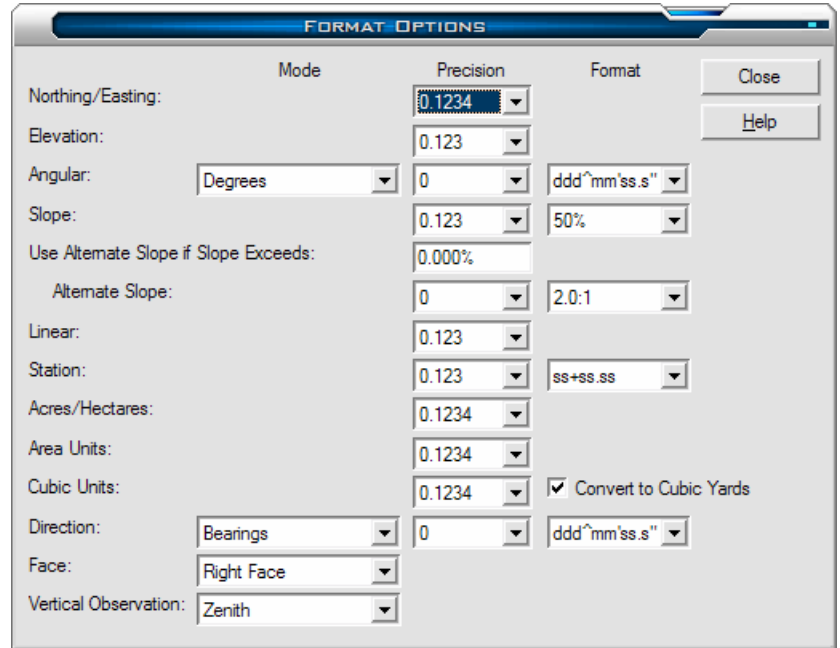 FORMAT OPTIONS
Mode Precision Format Close
Northing/Easting: 0.1234
Help
Elevation: 0.123
Angular: Degrees 0 ddd^mm'ss.s"
Slope: 0.123 50%
Use Alternate Slope if Slope Exceeds: 0.000%
Alternate Slope: 0 2.0:1
Linear: 0.123
Station: 0.123 ss+ss.ss
Acres/Hectares: 0.1234
Area Units: 0.1234
Cubic Units: 0.1234 Convert to Cubic Yards
Direction: Bearings 0 ddd^mm'ss.s"
Face: Right Face
Vertical Observation: Zenith